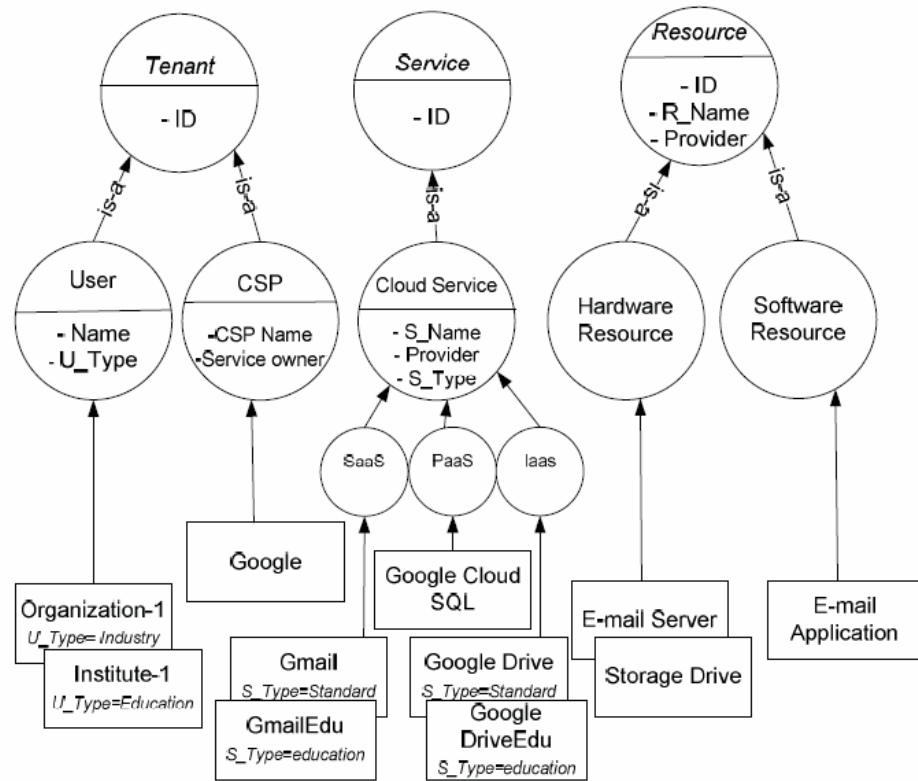 Tenant
- ID
Service
- ID
Resource
- ID
- R_Name
- Provider
is-a
is-a
is-a
is-a
is-a
User
- Name
- U_Type
CSP
-CSP Name
-Service owner
Cloud Service
- S_Name
- Provider
- S_Type
Hardware
Resource
Software
Resource
SaaS
PaaS
Iaas
Google
Google Cloud
SQL
Organization-1
U_Type= Industry
Institute-1
U_Type=Education
Gmail
S_Type=Standard
GmailEdu
S_Type=education
Google Drive
S_Type=Standard
Google
DriveEdu
S_Type=education
E-mail Server
Storage Drive
E-mail
Application